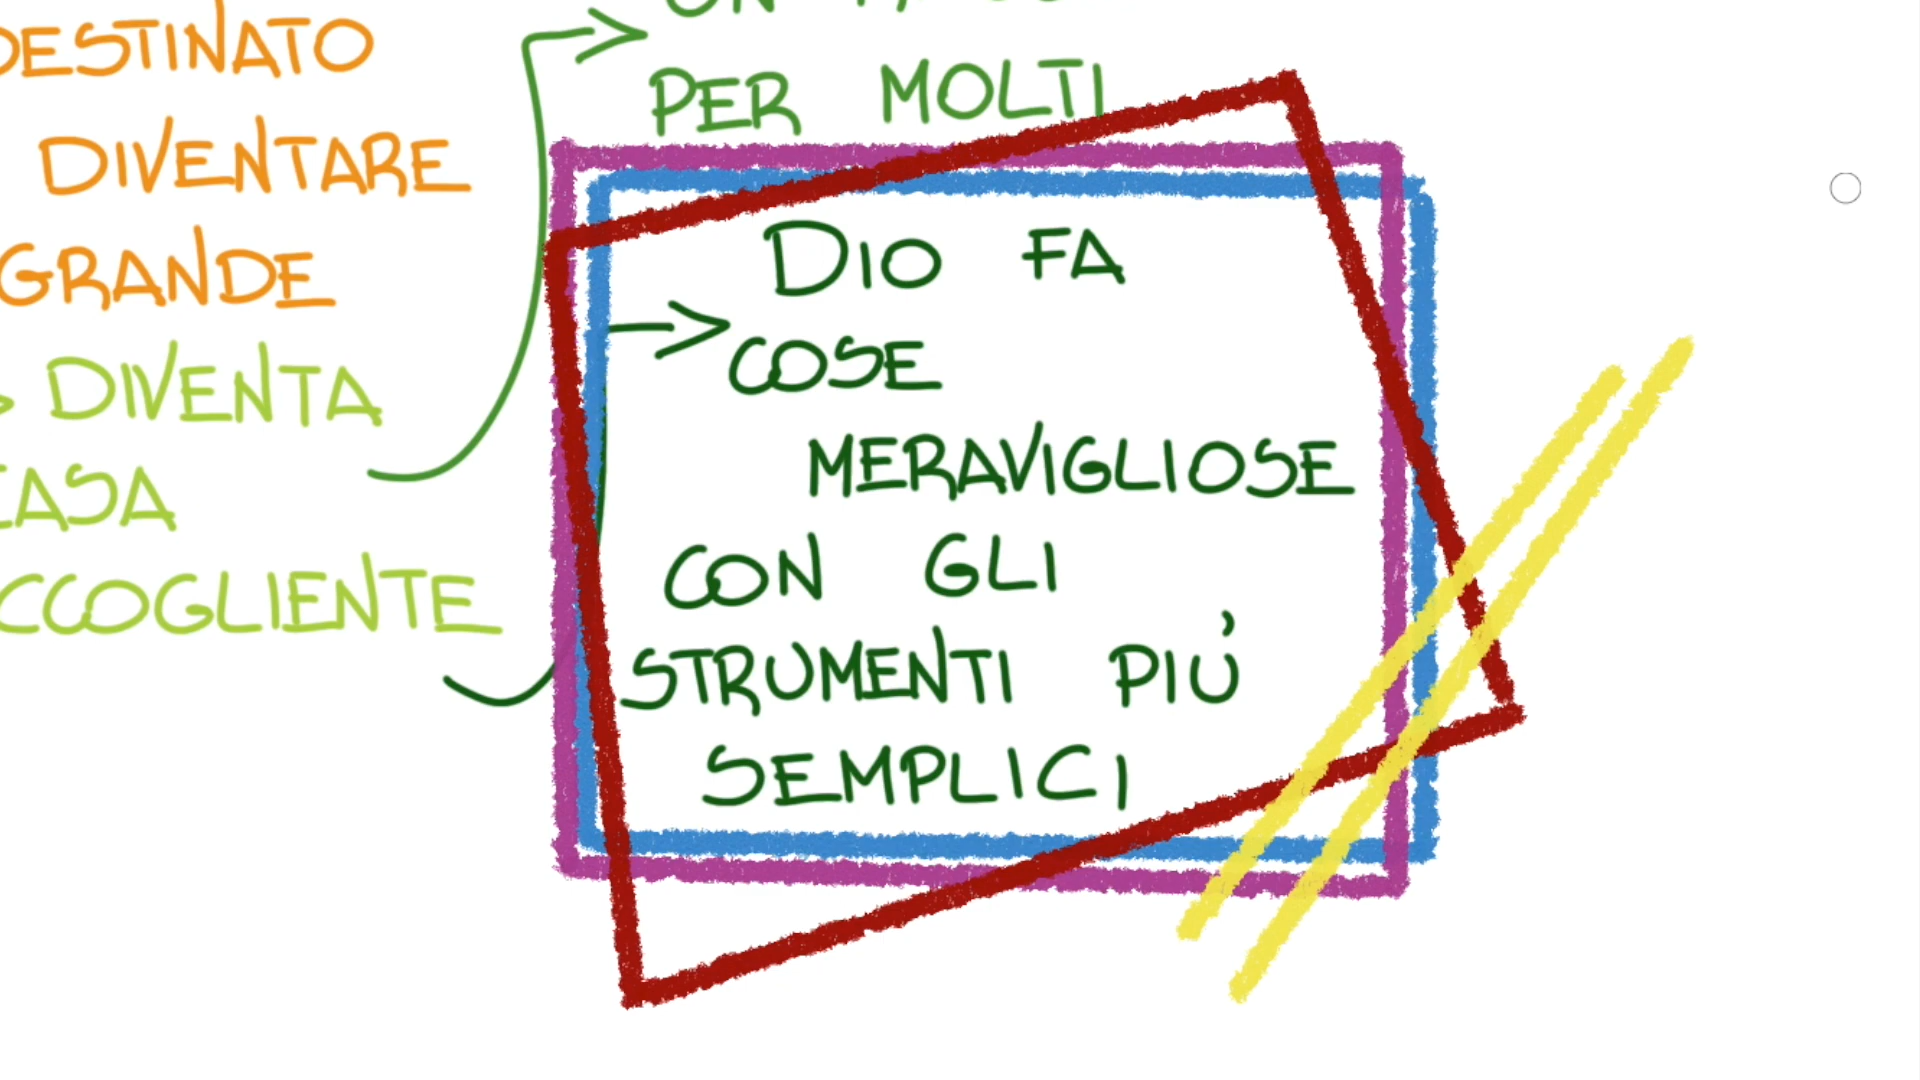 DESTINATO
DIVENTARE
GRANDE
DIVENTA
CASA
CCOGLIENTE
PER MOLTI
DIO FA
COSE
MERAVIGLIOSE
CON GLI
STRUMENTI PIÙ
SEMPLICI